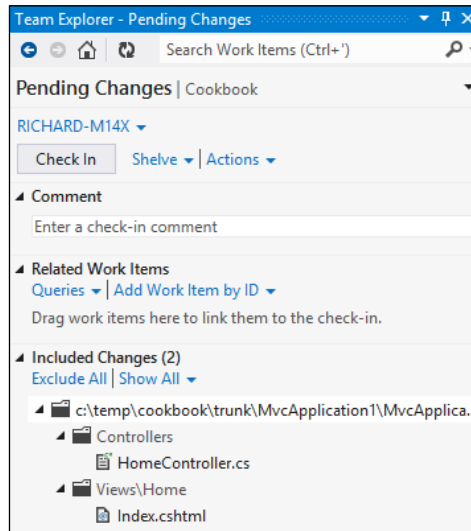 Team Explorer - Pending Changes
Search Work Items (Ctrl+')
Pending Changes | Cookbook
RICHARD-M14X
Check In Shelve | Actions
Comment
Enter a check-in comment
Related Work Items
Queries | Add Work Item by ID
Drag work items here to link them to the check-in.
Included Changes (2)
Exclude All | Show All
c:\temp\cookbook\trunk\MvcApplication1\MvcApplica...
Controllers
HomeController.cs
Views\Home
Index.cshtml